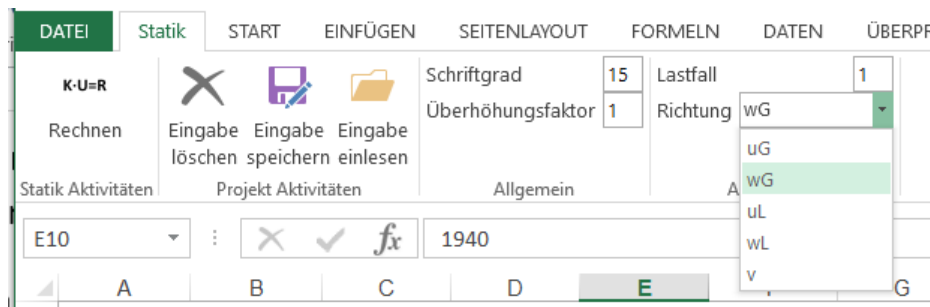 DATEI Statik START EINFÜGEN SEITENLAYOUT FORMELN DATEN ÜBERPR
K·U=R
Rechnen
Eingabe löschen
Eingabe speichern
Eingabe einlesen
Schriftgrad 15
Überhöhungsfaktor 1
Lastfall 1
Richtung wG
uG
wG
uL
wL
v
Statik Aktivitäten Projekt Aktivitäten Allgemein A
E10 fx 1940
A B C D E G